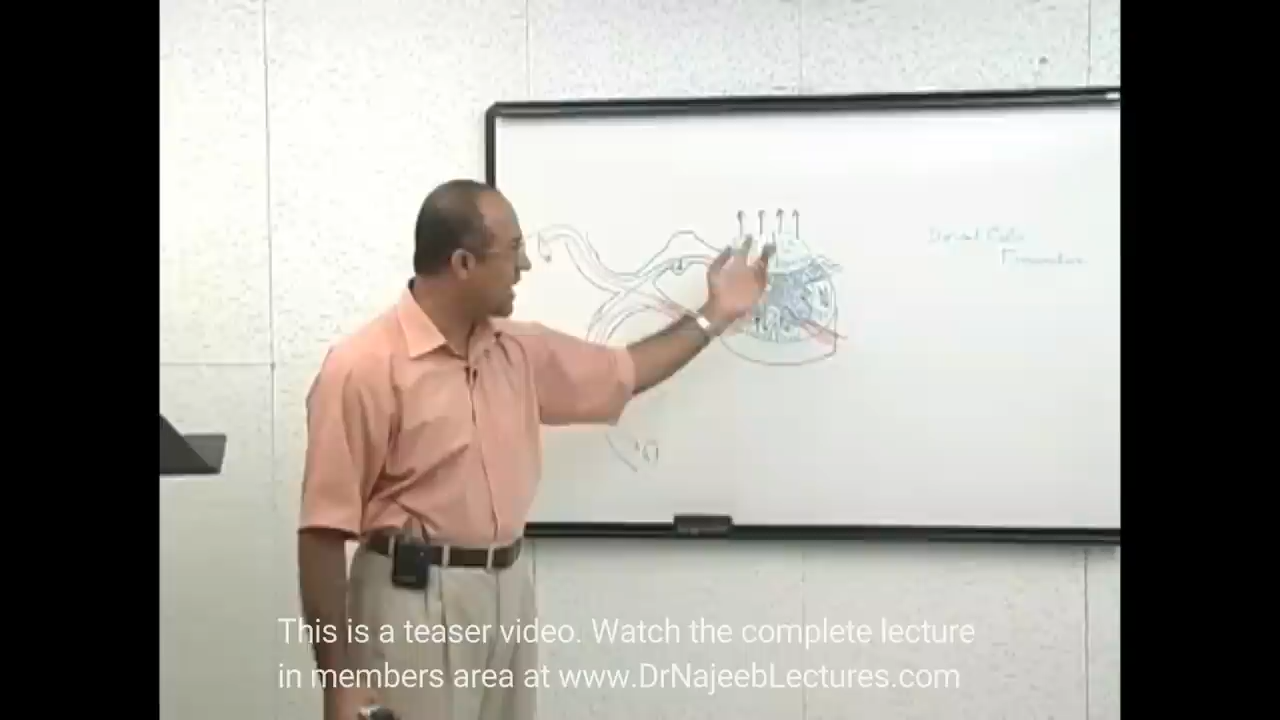 This is a teaser video. Watch the complete lecture
in members area at www.DrNajeebLectures.com